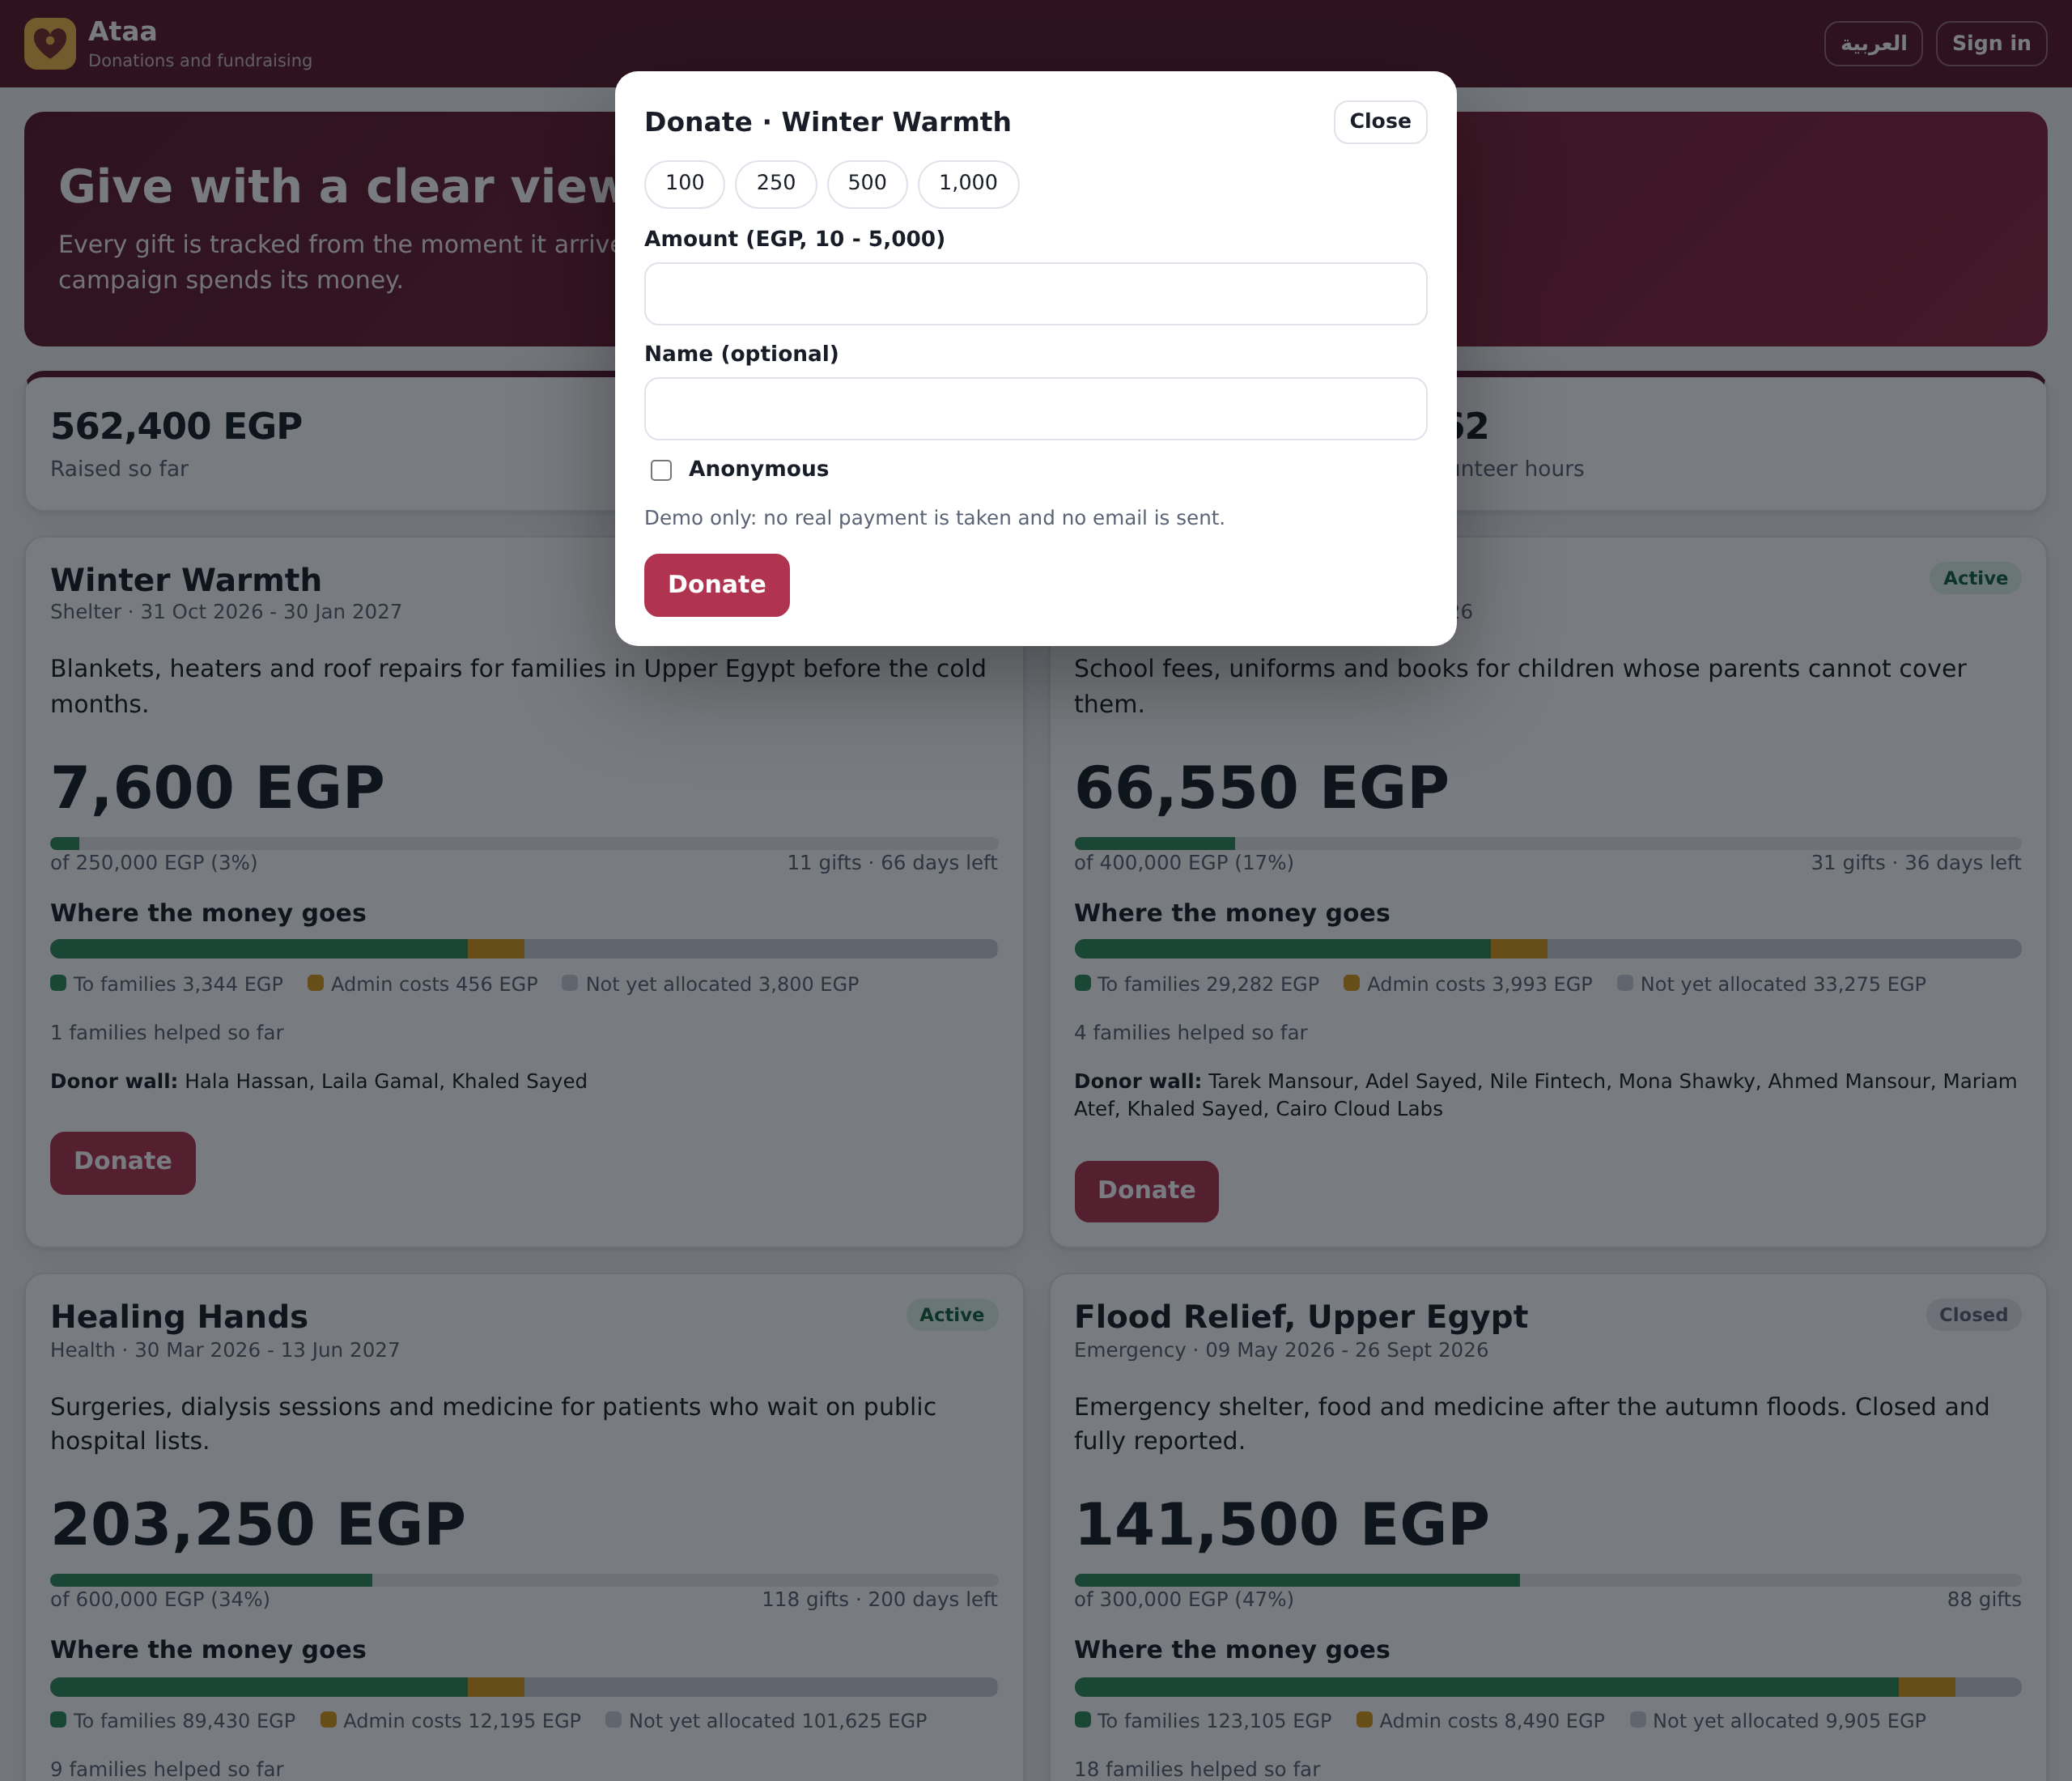 Ataa
Donations and fundraising
العربية
Sign in
Donate · Winter Warmth
Close
100
250
500
1,000
Amount (EGP, 10 - 5,000)
Name (optional)
Anonymous
Demo only: no real payment is taken and no email is sent.
Donate
Give with a clear view
Every gift is tracked from the moment it
campaign spends its money.
562,400 EGP
Raised so far
hours
Winter Warmth
Shelter · 31 Oct 2026 - 30 Jan 2027
Blankets, heaters and roof repairs for families in Upper Egypt before the cold
months.
7,600 EGP
of 250,000 EGP (3%)
11 gifts · 66 days left
Where the money goes
To families 3,344 EGP
Admin costs 456 EGP
Not yet allocated 3,800 EGP
1 families helped so far
Donor wall: Hala Hassan, Laila Gamal, Khaled Sayed
Donate
Active
School fees, uniforms and books for children whose parents cannot cover
them.
66,550 EGP
of 400,000 EGP (17%)
31 gifts · 36 days left
Where the money goes
To families 29,282 EGP
Admin costs 3,993 EGP
Not yet allocated 33,275 EGP
4 families helped so far
Donor wall: Tarek Mansour, Adel Sayed, Nile Fintech, Mona Shawky, Ahmed Mansour, Mariam
Atef, Khaled Sayed, Cairo Cloud Labs
Donate
Healing Hands
Active
Health · 30 Mar 2026 - 13 Jun 2027
Surgeries, dialysis sessions and medicine for patients who wait on public
hospital lists.
203,250 EGP
of 600,000 EGP (34%)
118 gifts · 200 days left
Where the money goes
To families 89,430 EGP
Admin costs 12,195 EGP
Not yet allocated 101,625 EGP
9 families helped so far
Flood Relief, Upper Egypt
Closed
Emergency · 09 May 2026 - 26 Sept 2026
Emergency shelter, food and medicine after the autumn floods. Closed and
fully reported.
141,500 EGP
of 300,000 EGP (47%)
88 gifts
Where the money goes
To families 123,105 EGP
Admin costs 8,490 EGP
Not yet allocated 9,905 EGP
18 families helped so far